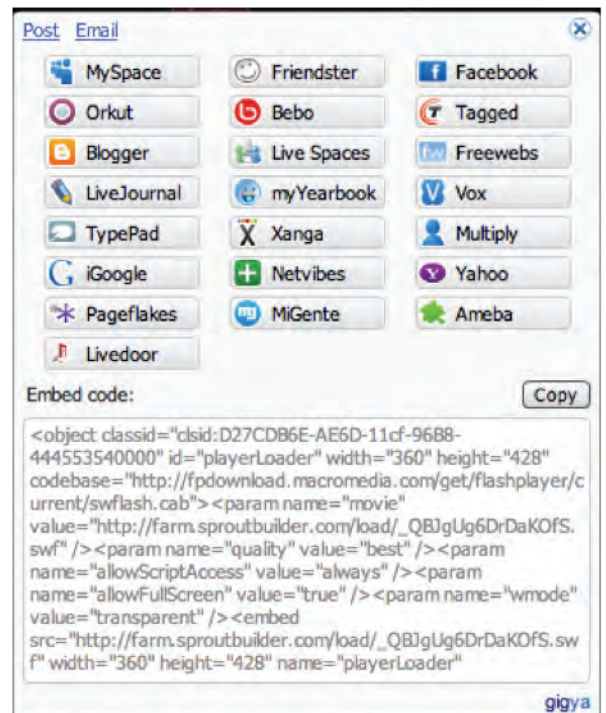 Post Email
MySpace Friendster Facebook
Orkut Bebo Tagged
Blogger Live Spaces Freewebs
LiveJournal myYearbook Vox
TypePad Xanga Multiply
iGoogle Netvibes Yahoo
Pageflakes MiGente Ameba
Livedoor
Embed code: Copy
<object classid="clsid:D27CDB6E-AE6D-11cf-96B8-
444553540000" id="playerLoader" width="360" height="428"
codebase="http://fpdownload.macromedia.com/get/flashplayer/c
urrent/swflash.cab"><param name="movie"
value="http://farm.sproutbuilder.com/load/_QBJgUg6DrDaKOfS.
swf" /><param name="quality" value="best" /><param
name="allowScriptAccess" value="always" /><param
name="allowFullScreen" value="true" /><param name="wmode"
value="transparent" /><embed
src="http://farm.sproutbuilder.com/load/_QBJgUg6DrDaKOfS.sw
f" width="360" height="428" name="playerLoader"
gigya